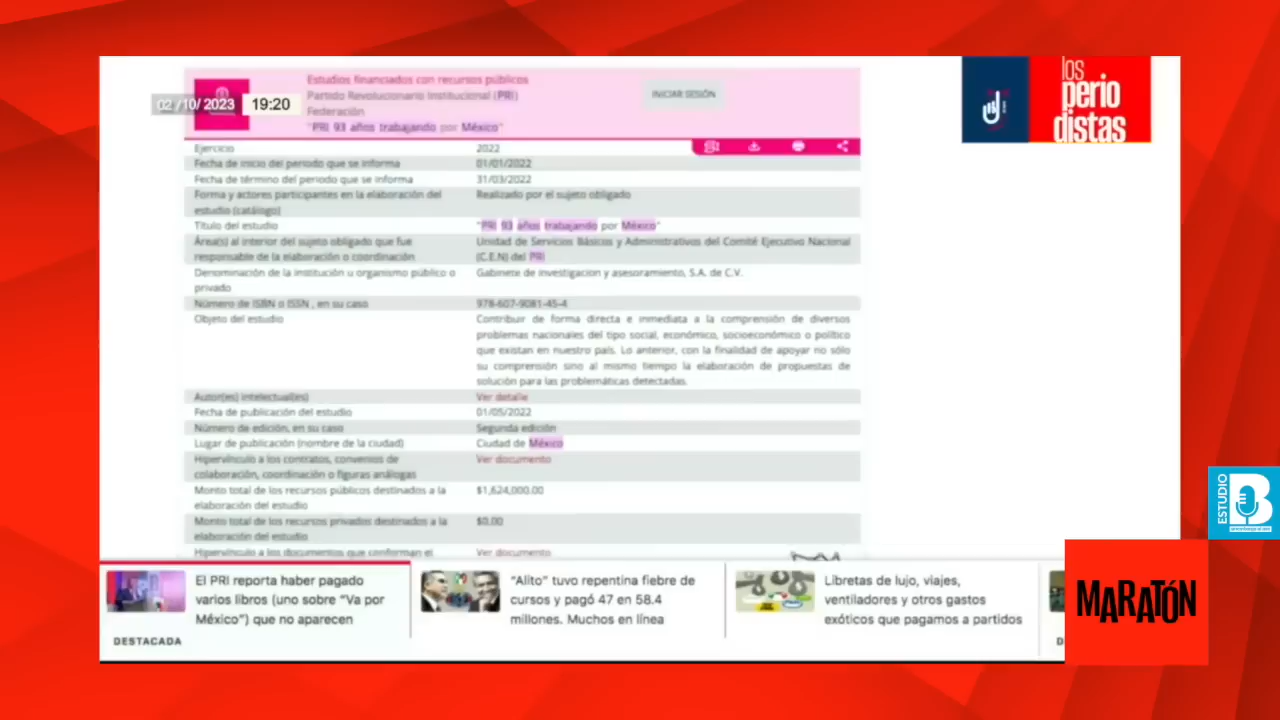 Estudios financiados con recursos públicos
Partido Revolucionario Institucional (PRI)
Federación
"PRI 93 años trabajando por México"
INICIAR SESIÓN
02/10/2023 19:20
los
perio
distas
Ejercicio 2022
Fecha de inicio del periodo que se informa 01/01/2022
Fecha de término del periodo que se informa 31/03/2022
Forma y actores participantes en la elaboración del Realizado por el sujeto obligado
estudio (catálogo)
Título del estudio "PRI 93 años trabajando por México"
Área(s) al interior del sujeto obligado que fue Unidad de Servicios Básicos y Administrativos del Comité Ejecutivo Nacional
responsable de la elaboración o coordinación (C.E.N) del PRI
Denominación de la institución u organismo público o Gabinete de investigacion y asesoramiento, S.A. de C.V.
privado
Número de ISBN o ISSN , en su caso 978-607-9081-45-4
Objeto del estudio Contribuir de forma directa e inmediata a la comprensión de diversos
problemas nacionales del tipo social, económico, socioeconómico o político
que existan en nuestro país. Lo anterior, con la finalidad de apoyar no sólo
su comprensión sino al mismo tiempo la elaboración de propuestas de
solución para las problemáticas detectadas.
Autor(es) intelectual(es) Ver detalle
Fecha de publicación del estudio 01/05/2022
Número de edición, en su caso Segunda edición
Lugar de publicación (nombre de la ciudad) Ciudad de México
Hipervínculo a los contratos, convenios de Ver documento
colaboración, coordinación o figuras análogas
Monto total de los recursos públicos destinados a la $1,624,000.00
elaboración del estudio
Monto total de los recursos privados destinados a la $0.00
elaboración del estudio
Hipervínculo a los documentos que conforman el Ver documento
El PRI reporta haber pagado
varios libros (uno sobre "Va por
México") que no aparecen
DESTACADA
"Alito" tuvo repentina fiebre de
cursos y pagó 47 en 58.4
millones. Muchos en línea
Libretas de lujo, viajes,
ventiladores y otros gastos
exóticos que pagamos a partidos
D
ESTUDIO
B
MARATÓN